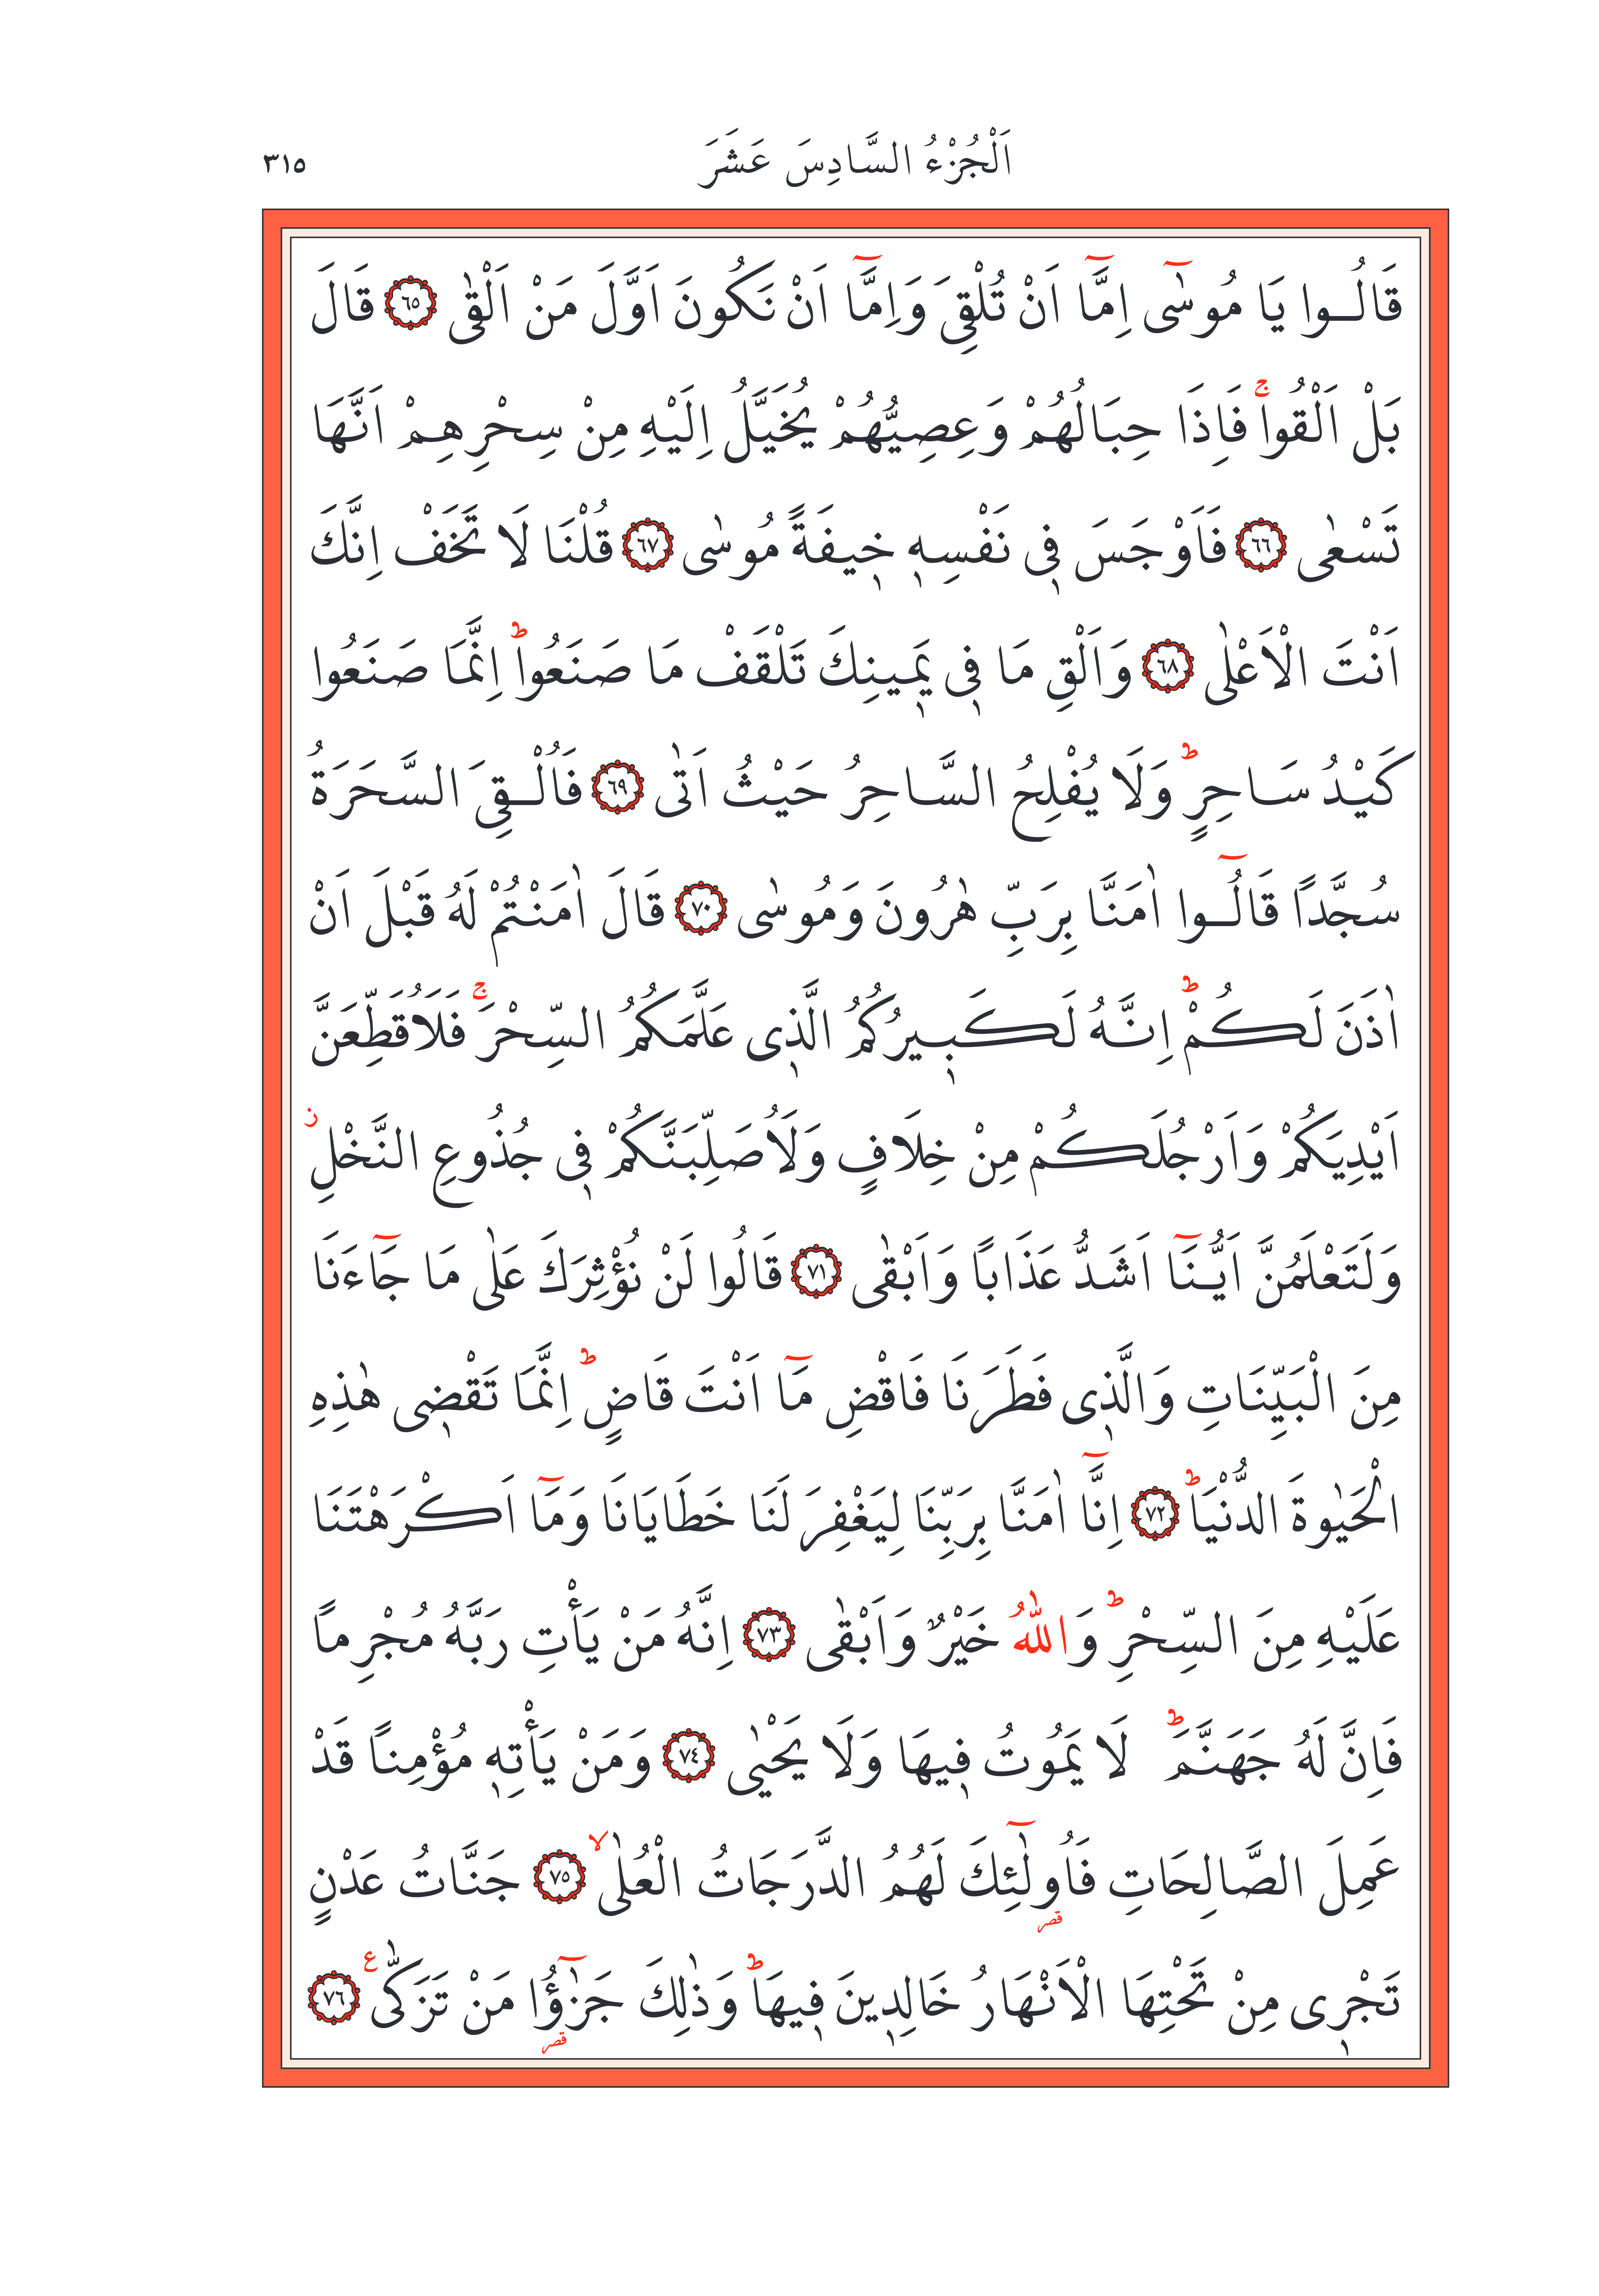 اَلْجُزْءُ السَّادِسَ عَشَرَ ٣١٥
قَالُـوا يَا مُوسٰٓى اِمَّٓا اَنْ تُلْقِيَ وَاِمَّٓا اَنْ نَكُونَ اَوَّلَ مَنْ اَلْقٰى ﴿٦٥﴾ قَالَ
بَلْ اَلْقُواۚ فَاِذَا حِبَالُهُمْ وَعِصِيُّهُمْ يُخَيَّلُ اِلَيْهِ مِنْ سِحْرِهِمْ اَنَّهَا
تَسْعٰى ﴿٦٦﴾ فَاَوْجَسَ ف۪ي نَفْسِه۪ خ۪يفَةً مُوسٰى ﴿٦٧﴾ قُلْنَا لَا تَخَفْ اِنَّكَ
اَنْتَ الْاَعْلٰى ﴿٦٨﴾ وَاَلْقِ مَا ف۪ي يَم۪ينِكَ تَلْقَفْ مَا صَنَعُواۜ اِنَّمَا صَنَعُوا
كَيْدُ سَاحِرٍۜ وَلَا يُفْلِحُ السَّاحِرُ حَيْثُ اَتٰى ﴿٦٩﴾ فَاُلْـقِيَ السَّحَرَةُ
سُجَّدًا قَالُـٓوا اٰمَنَّا بِرَبِّ هٰرُونَ وَمُوسٰى ﴿٧٠﴾ قَالَ اٰمَنْتُمْ لَهُ قَبْلَ اَنْ
اٰذَنَ لَكُمْۜ اِنَّهُ لَكَب۪يرُكُمُ الَّذ۪ي عَلَّمَكُمُ السِّحْرَۚ فَلَاُقَطِّعَنَّ
اَيْدِيَكُمْ وَاَرْجُلَكُمْ مِنْ خِلَافٍ وَلَاُصَلِّبَنَّكُمْ ف۪ي جُذُوعِ النَّخْلِۘ
وَلَتَعْلَمُنَّ اَيُّنَٓا اَشَدُّ عَذَابًا وَاَبْقٰى ﴿٧١﴾ قَالُوا لَنْ نُؤْثِرَكَ عَلٰى مَا جَٓاءَنَا
مِنَ الْبَيِّنَاتِ وَالَّذ۪ي فَطَرَنَا فَاقْضِ مَٓا اَنْتَ قَاضٍۜ اِنَّمَا تَقْض۪ي هٰذِهِ
الْحَيٰوةَ الدُّنْيَاۜ ﴿٧٢﴾ اِنَّٓا اٰمَنَّا بِرَبِّنَا لِيَغْفِرَ لَنَا خَطَايَانَا وَمَٓا اَكْرَهْتَنَا
عَلَيْهِ مِنَ السِّحْرِۜ وَاللّٰهُ خَيْرٌ وَاَبْقٰى ﴿٧٣﴾ اِنَّهُ مَنْ يَأْتِ رَبَّهُ مُجْرِمًا
فَاِنَّ لَهُ جَهَنَّمَۜ لَا يَمُوتُ ف۪يهَا وَلَا يَحْيٰى ﴿٧٤﴾ وَمَنْ يَأْتِه۪ مُؤْمِنًا قَدْ
عَمِلَ الصَّالِحَاتِ فَاُو۬لٰٓئِكَ لَهُمُ الدَّرَجَاتُ الْعُلٰىۙ ﴿٧٥﴾ جَنَّاتُ عَدْنٍ
تَجْر۪ي مِنْ تَحْتِهَا الْاَنْهَارُ خَالِد۪ينَ ف۪يهَاۜ وَذٰلِكَ جَزٰٓؤُ۬ا مَنْ تَزَكّٰى۟ ﴿٧٦﴾